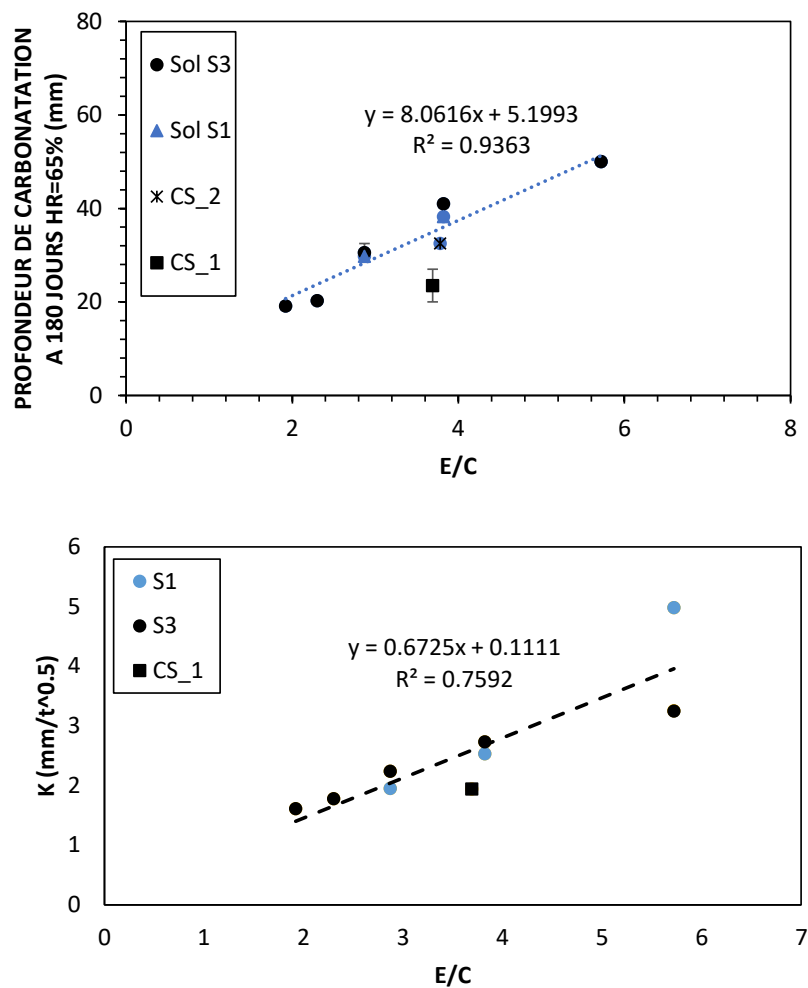 PROFONDEUR DE CARBONATATION
A 180 JOURS HR=65% (mm)
80
60
40
20
0
Sol S3
Sol S1
CS_2
CS_1
y = 8.0616x + 5.1993
R² = 0.9363
0 2 4 6 8
E/C
K (mm/t^0.5)
6
5
4
3
2
1
0
S1
S3
CS_1
y = 0.6725x + 0.1111
R² = 0.7592
0 1 2 3 4 5 6 7
E/C